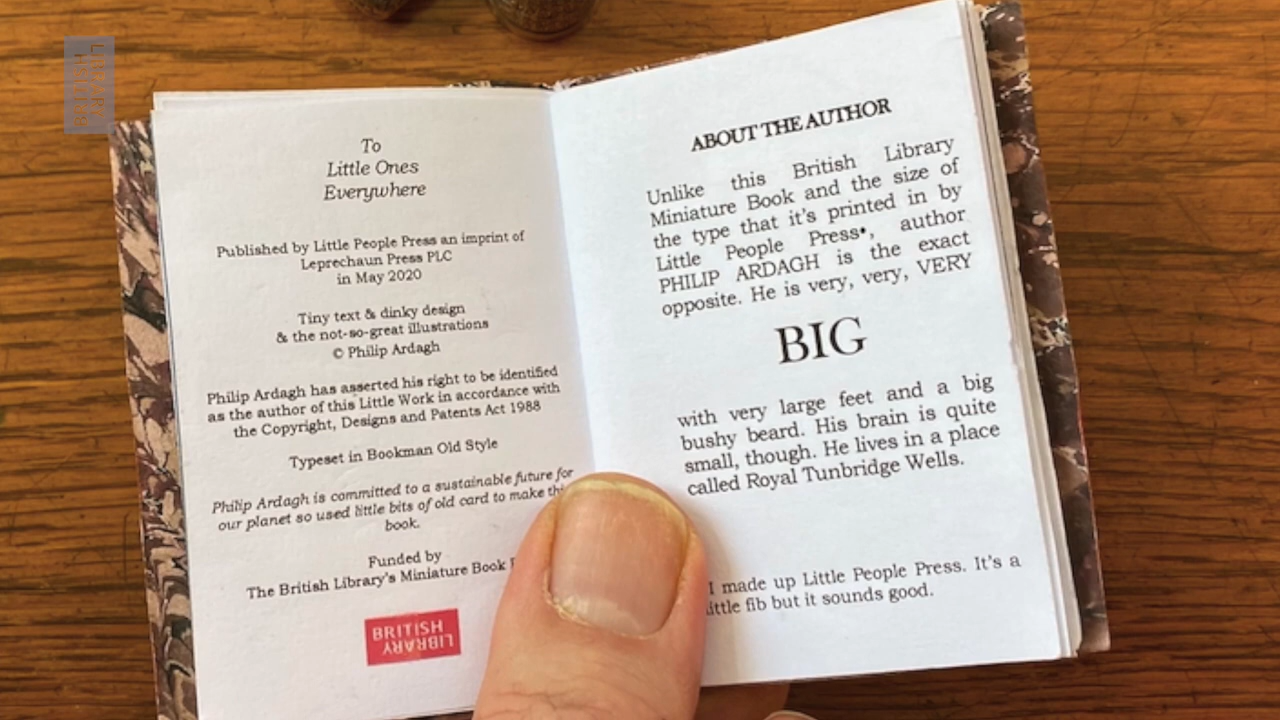 To
Little Ones
Everywhere
Published by Little People Press an imprint of
Leprechaun Press PLC
in May 2020
Tiny text & dinky design
& the not-so-great illustrations
© Philip Ardagh
Philip Ardagh has asserted his right to be identified
as the author of this Little Work in accordance with
the Copyright, Designs and Patents Act 1988
Typeset in Bookman Old Style
Philip Ardagh is committed to a sustainable future for
our planet so used little bits of old card to make
book.
Funded by
The British Library's Miniature Book
BRITISH
LIBRARY
ABOUT THE AUTHOR
Unlike this British Library
Miniature Book and the size of
the type that it's printed in by
Little People Press•, author
PHILIP ARDAGH is the exact
opposite. He is very, very, VERY
BIG
with very large feet and a big
bushy beard. His brain is quite
small, though. He lives in a place
called Royal Tunbridge Wells.
I made up Little People Press. It's a
little fib but it sounds good.